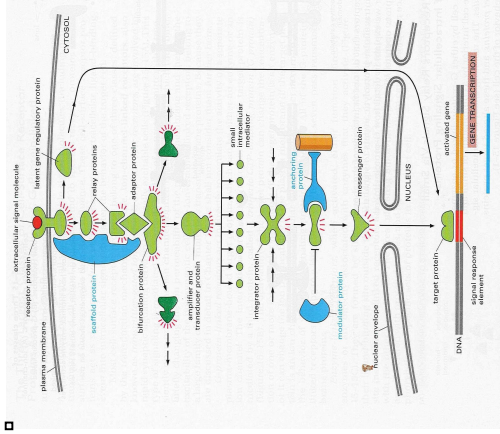 CYTOSOL
latent gene regulatory protein
extracellular signal molecule
receptor protein
plasma membrane
relay proteins
adaptor protein
scaffold protein
bifurcation protein
amplifier and
transducer protein
small
intracellular
mediator
integrator protein
anchoring
protein
modulator protein
messenger protein
NUCLEUS
nuclear envelope
target protein
signal response
element
DNA
activated gene
GENE TRANSCRIPTION